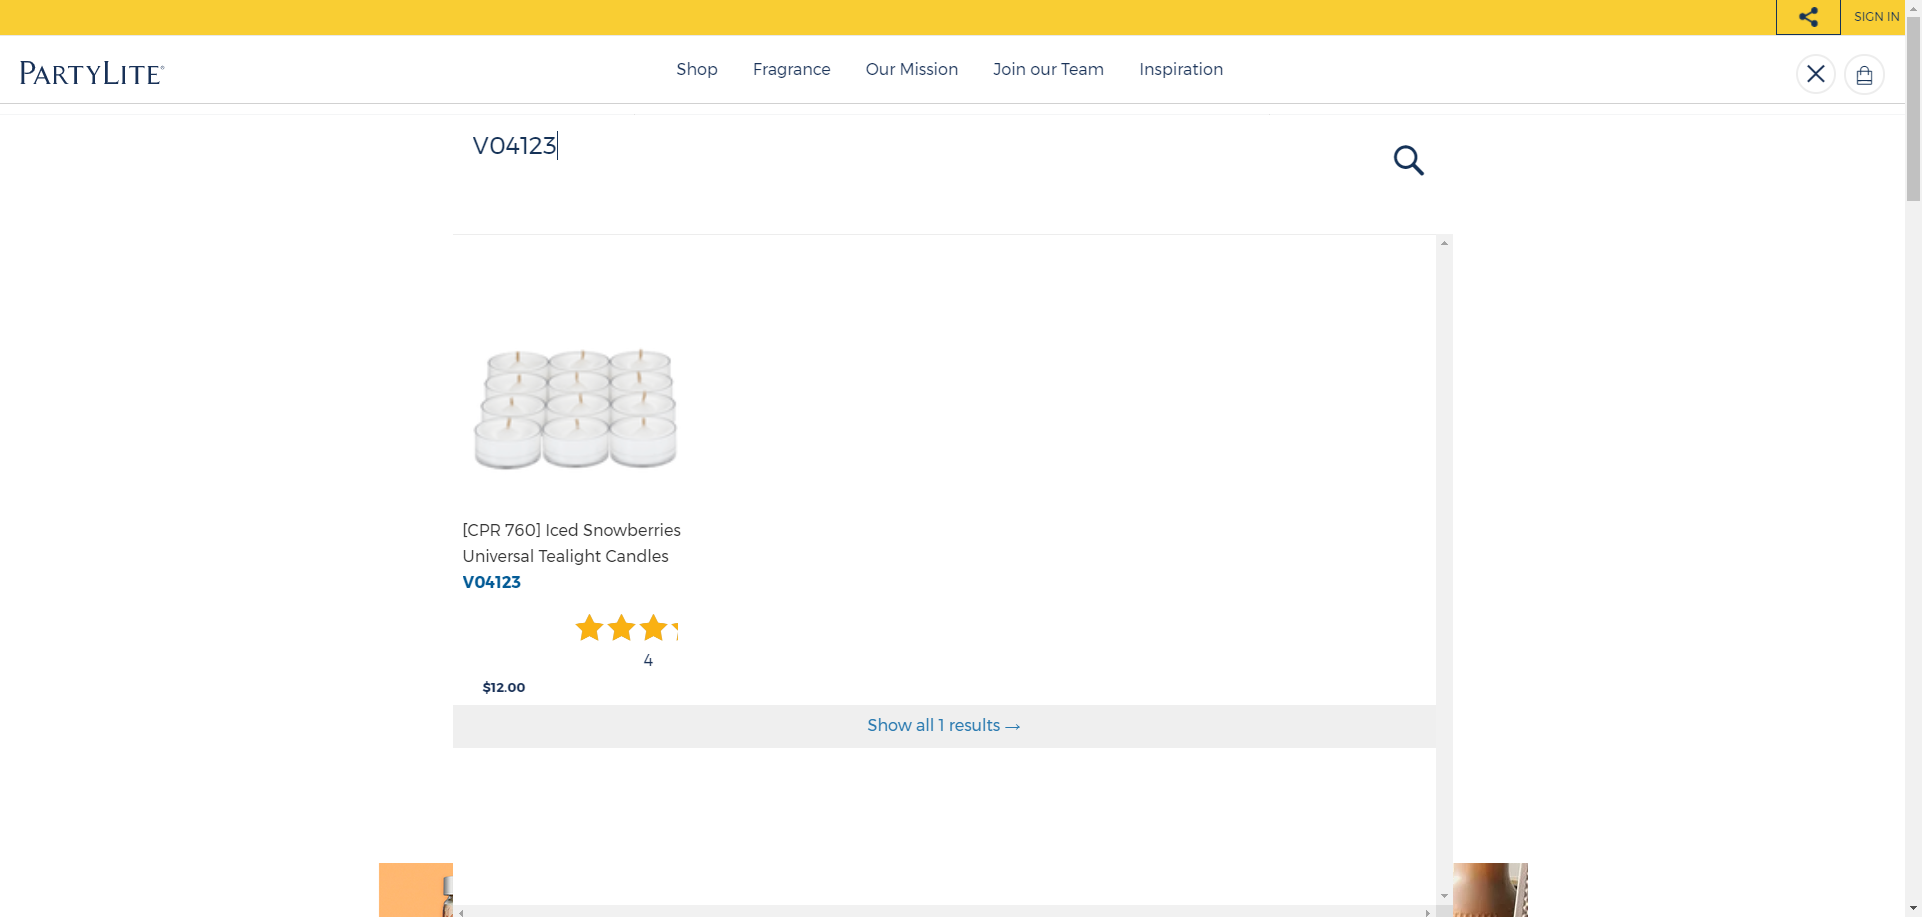 SIGN IN
PARTYLITE®
Shop
Fragrance
Our Mission
Join our Team
Inspiration
V04123
[CPR 760] Iced Snowberries
Universal Tealight Candles
V04123
4
$12.00
Show all 1 results →